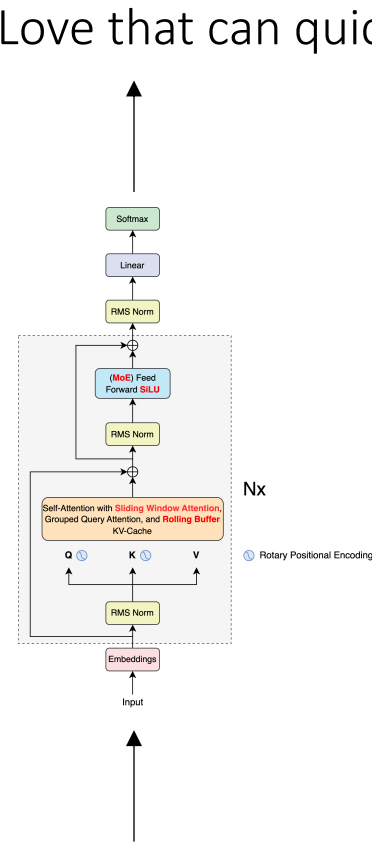 Love that can
Softmax
Linear
RMS Norm
(MoE) Feed
Forward SiLU
RMS Norm
Nx
Self-Attention with Sliding Window Attention,
Grouped Query Attention, and Rolling Buffer
KV-Cache
Q K V
Rotary Positional Encoding
RMS Norm
Embeddings
Input